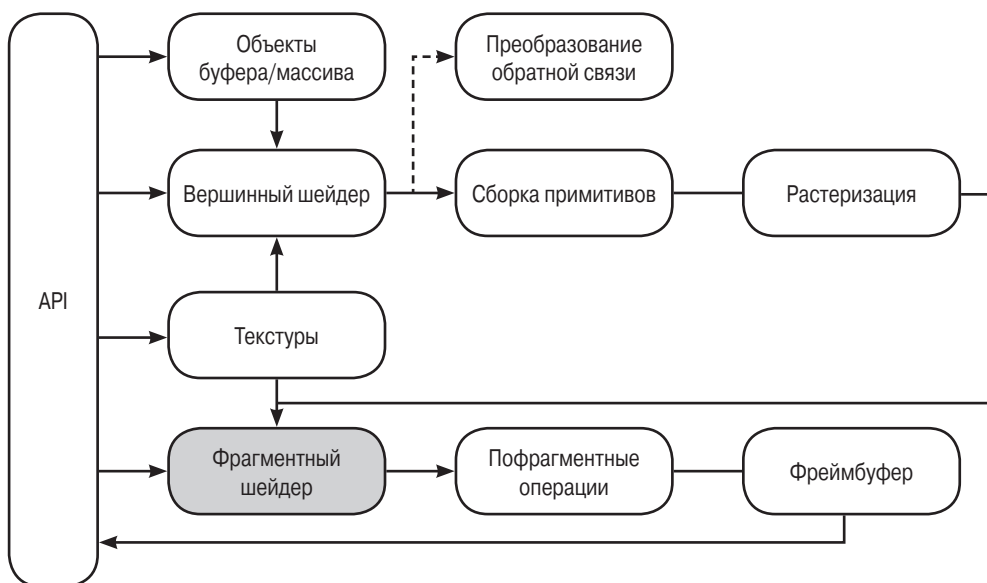 Объекты
буфера/массива
Преобразование
обратной связи
Вершинный шейдер
Сборка примитивов
Растеризация
API
Текстуры
Фрагментный
шейдер
Пофрагментные
операции
Фреймбуфер